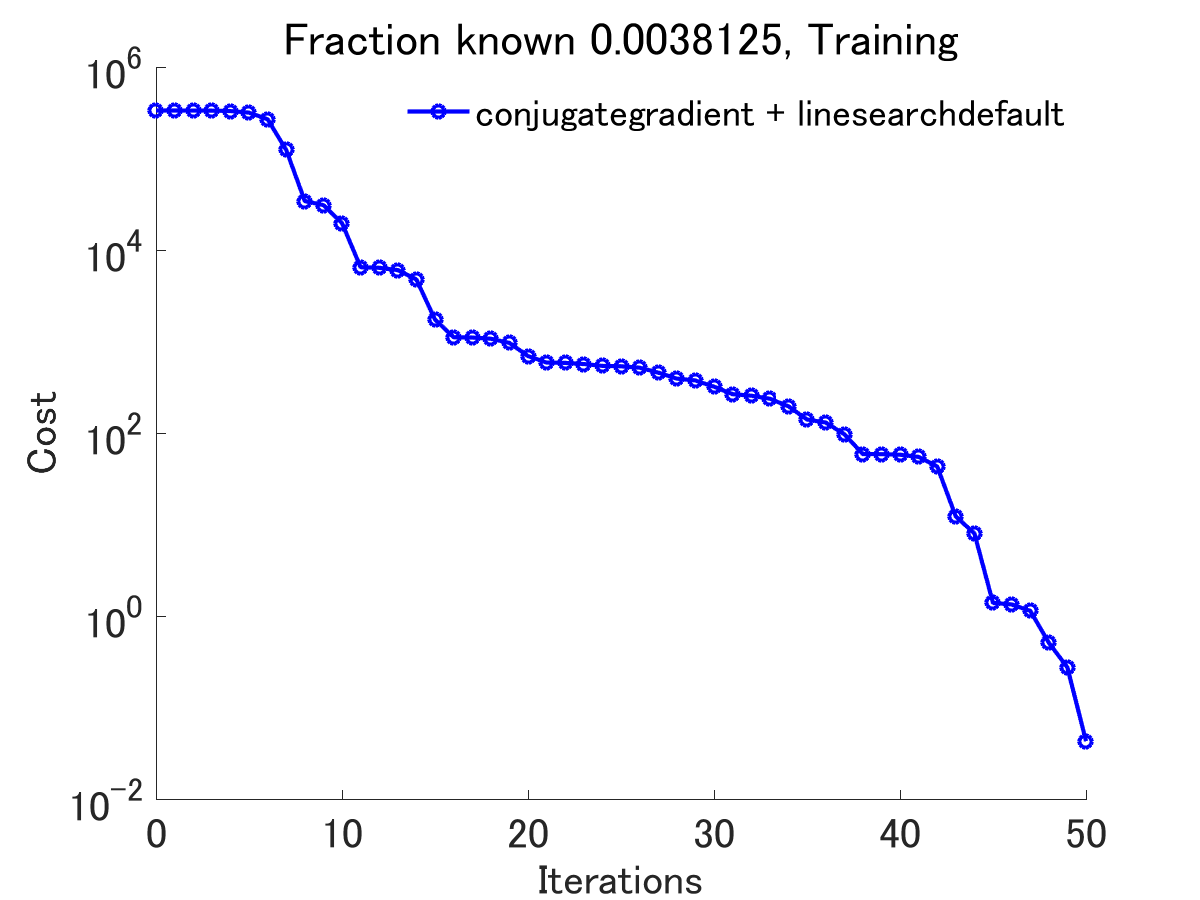 Fraction known 0.0038125, Training
conjugategradient + linesearchdefault
Cost
10^6
10^4
10^2
10^0
10^-2
0 10 20 30 40 50
Iterations